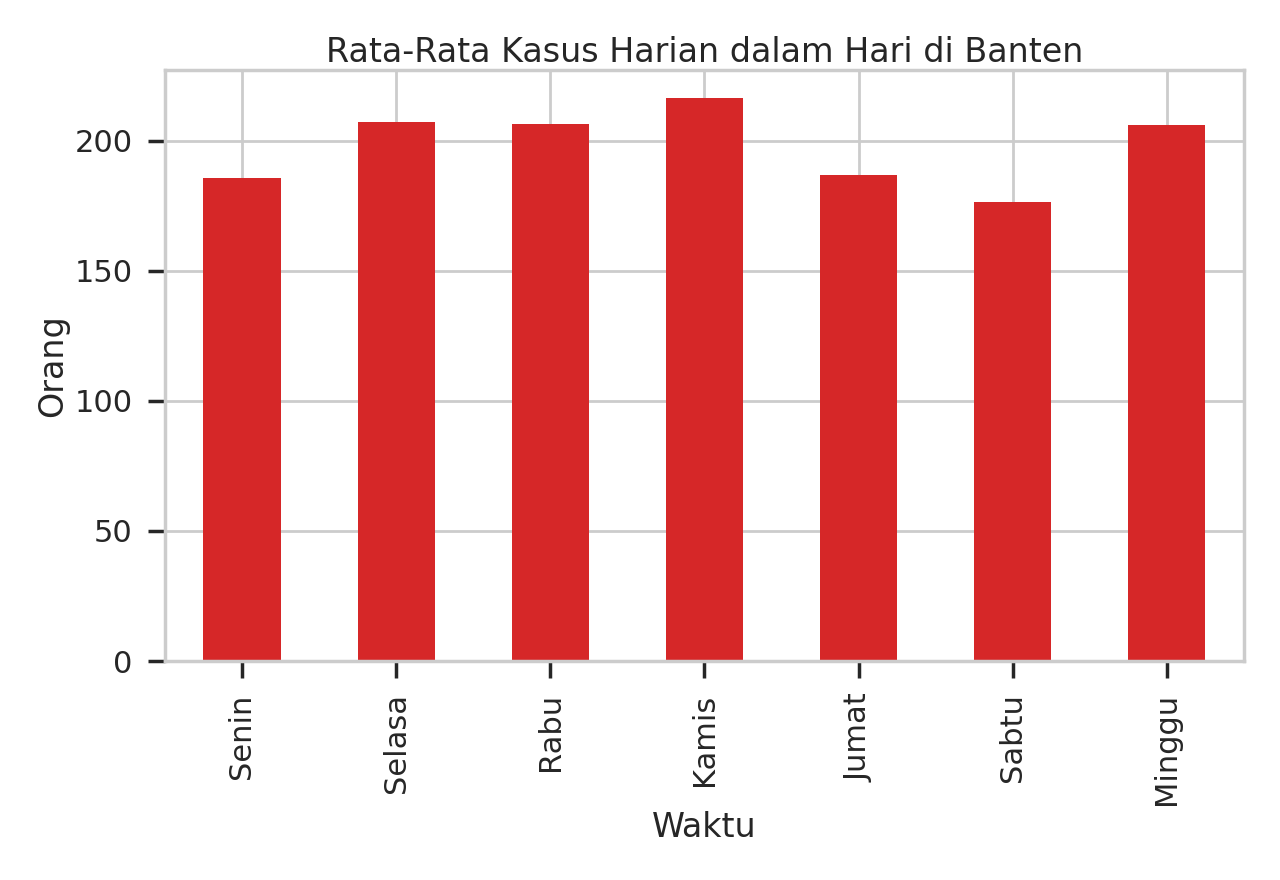 Rata-Rata Kasus Harian dalam Hari di Banten
Orang
200
150
100
50
0
Senin
Selasa
Rabu
Kamis
Jumat
Sabtu
Minggu
Waktu